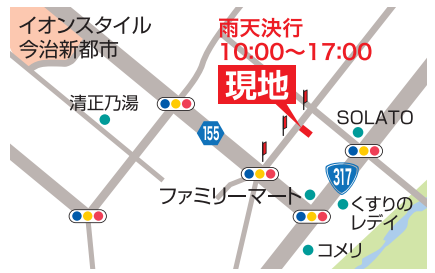 イオンスタイル
今治新都市
雨天決行
10:00〜17:00
現地
清正乃湯
155
SOLATO
317
ファミリーマート
くすりの
レデイ
コメリ